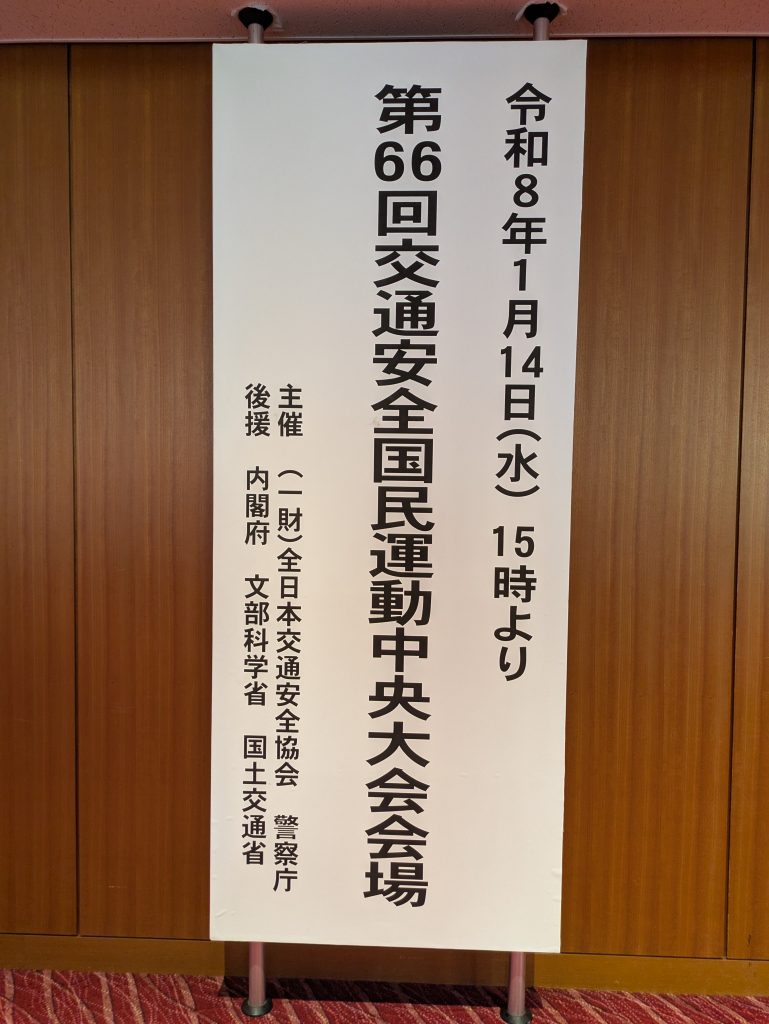 令和8年1月14日(水) 15時より
第66回交通安全国民運動中央大会会場
主催 (一財)全日本交通安全協会 警察庁
後援 内閣府 文部科学省 国土交通省